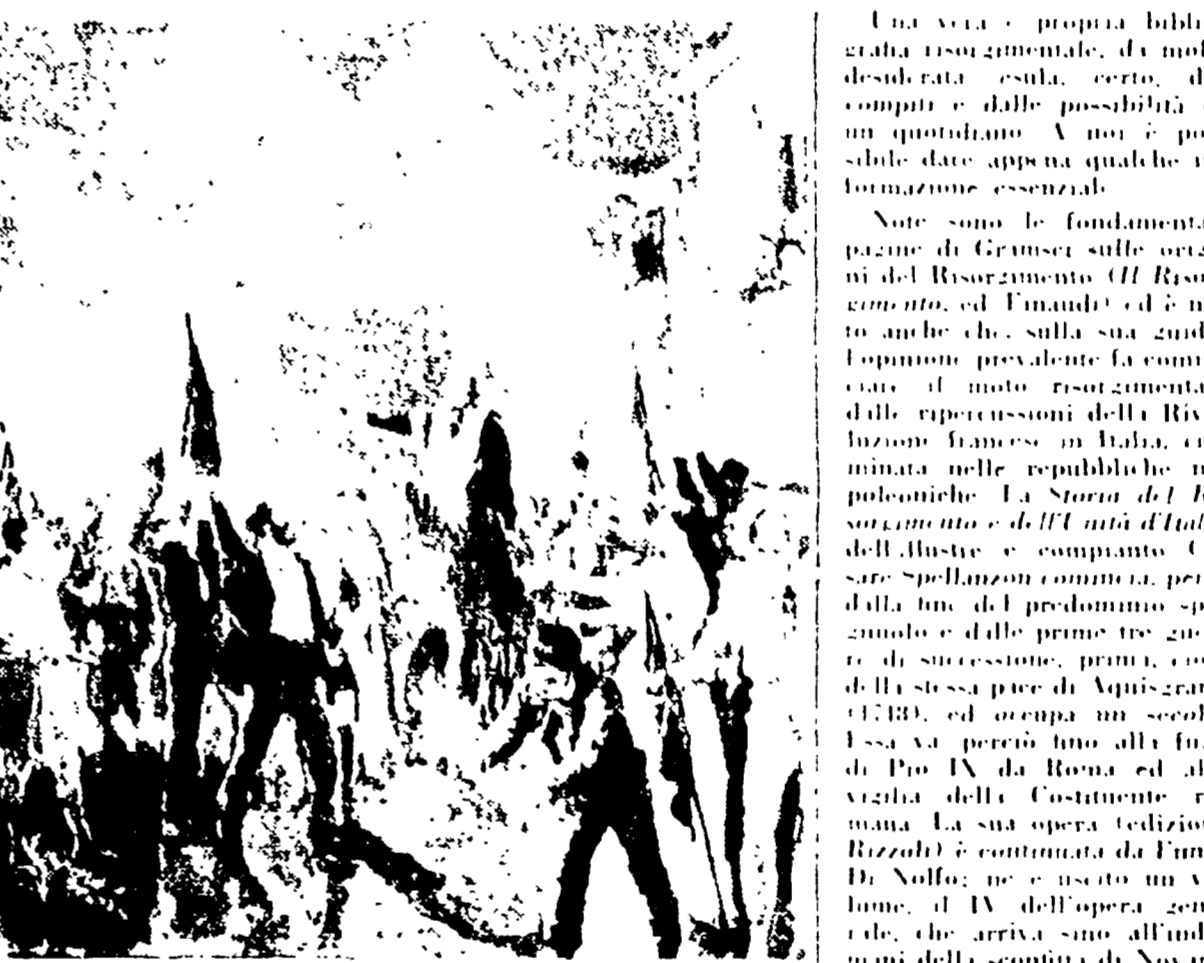 Una vera e propria bibli
grafia risorgimentale, da mol
desiderata esula, certo, d
compiti e dalle possibilità
un quotidiano A noi è po
sibile dare appena qualche i
formazione essenziale
Note sono le fondamenta
pagine di Gramsci sulle orig
ni del Risorgimento (Il Riso
gimento, ed Einaudi) ed è n
to anche che, sulla sua guid
l'opinione prevalente fa comi
ciare il moto risorgimenta
dalle ripercussioni della Riv
luzione francese in Italia, cu
minata nelle repubbliche n
poleoniche La Storia del R
sorgimento e dell'Unità d'Ital
dell'illustre e compianto C
sare Spellanzon comincia, per
dalla fine del predominio sp
gnuolo e dalle prime tre gue
re di successione, prima, cio
della stessa pace di Aquisgran
(1748), ed occupa un secol
Essa va perciò fino alla fu
di Pio IX da Roma ed al
vigilia della Costituente r
mana La sua opera (edizio
Rizzoli) è continuata da Enn
Di Nolfo; ne è uscito un v
lume, il IV dell'opera gen
rale, che arriva sino all'ind
mani della sconfitta di Nova